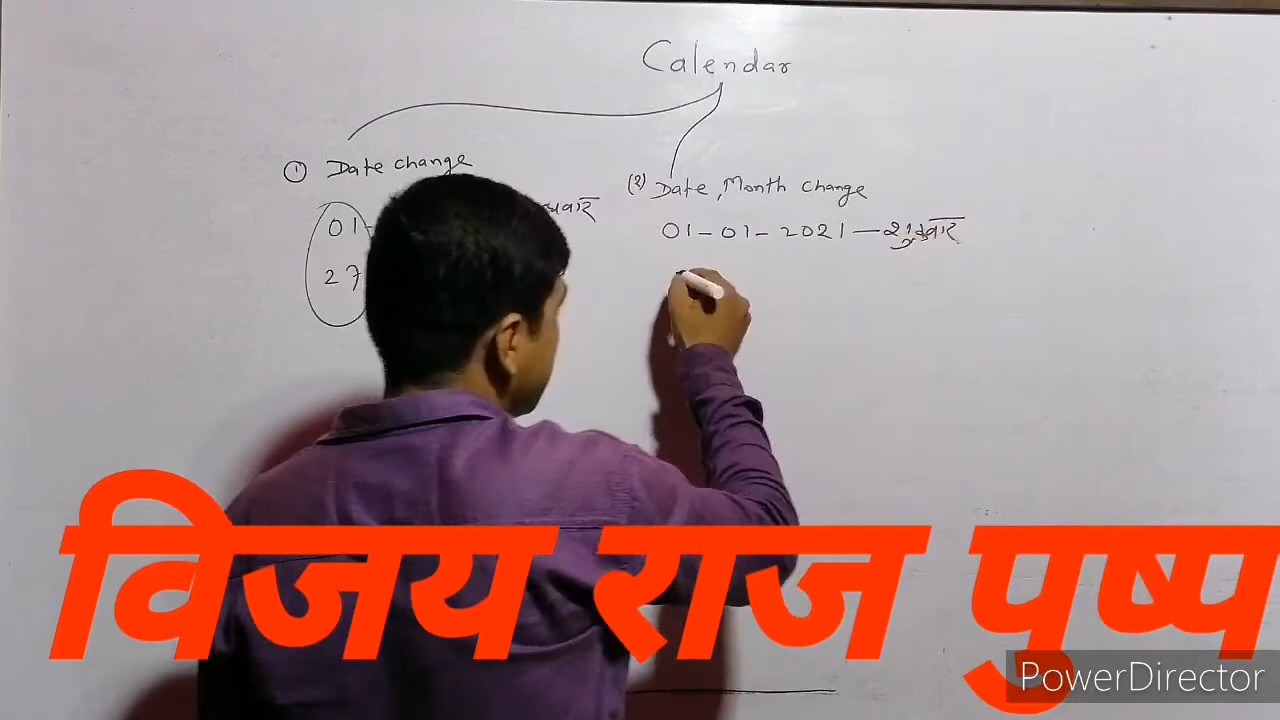 Calendar
① Date change
(2) Date, Month change
01-
01-01-2021-शुक्रवार
27
विजय राज पुष्प
PowerDirector